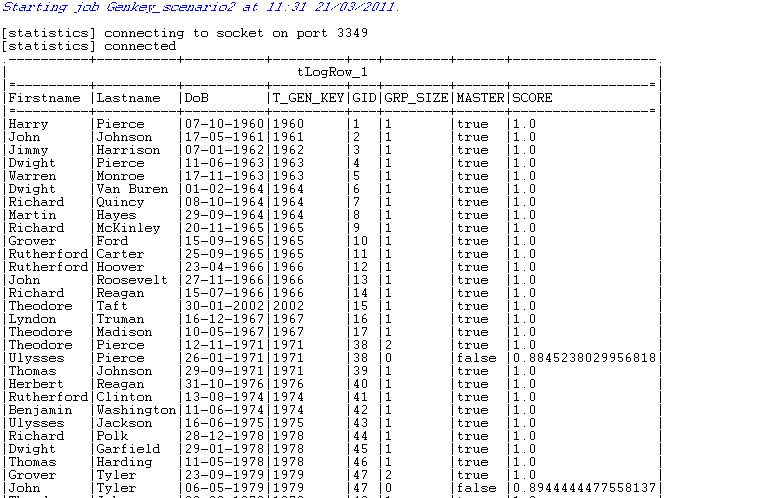 Starting job Genkey_scenario2 at 11:31 21/03/2011.
[statistics] connecting to socket on port 3349
[statistics] connected
tLogRow_1
Firstname |Lastname |DoB |T_GEN_KEY|GID|GRP_SIZE|MASTER|SCORE
|Harry |Pierce |07-10-1960|1960 |1 |1 |true |1.0 |
|John |Johnson |17-05-1961|1961 |2 |1 |true |1.0 |
|Jimmy |Harrison |07-01-1962|1962 |3 |1 |true |1.0 |
|Dwight |Pierce |11-06-1963|1963 |4 |1 |true |1.0 |
|Warren |Monroe |17-11-1963|1963 |5 |1 |true |1.0 |
|Dwight |Van Buren |01-02-1964|1964 |6 |1 |true |1.0 |
|Richard |Quincy |08-10-1964|1964 |7 |1 |true |1.0 |
|Martin |Hayes |29-09-1964|1964 |8 |1 |true |1.0 |
|Richard |McKinley |20-11-1965|1965 |9 |1 |true |1.0 |
|Grover |Ford |15-09-1965|1965 |10 |1 |true |1.0 |
|Rutherford|Carter |25-09-1965|1965 |11 |1 |true |1.0 |
|Rutherford|Hoover |23-04-1966|1966 |12 |1 |true |1.0 |
|John |Roosevelt |27-11-1966|1966 |13 |1 |true |1.0 |
|Richard |Reagan |15-07-1966|1966 |14 |1 |true |1.0 |
|Theodore |Taft |30-01-2002|2002 |15 |1 |true |1.0 |
|Lyndon |Truman |16-12-1967|1967 |16 |1 |true |1.0 |
|Theodore |Madison |10-05-1967|1967 |17 |1 |true |1.0 |
|Theodore |Pierce |12-11-1971|1971 |38 |2 |true |1.0 |
|Ulysses |Pierce |26-01-1971|1971 |38 |0 |false |0.8845238029956818|
|Thomas |Johnson |29-09-1971|1971 |39 |1 |true |1.0 |
|Herbert |Reagan |31-10-1976|1976 |40 |1 |true |1.0 |
|Rutherford|Clinton |13-08-1974|1974 |41 |1 |true |1.0 |
|Benjamin |Washington|11-06-1974|1974 |42 |1 |true |1.0 |
|Ulysses |Jackson |16-06-1975|1975 |43 |1 |true |1.0 |
|Richard |Polk |28-12-1978|1978 |44 |1 |true |1.0 |
|Dwight |Garfield |29-01-1978|1978 |45 |1 |true |1.0 |
|Thomas |Harding |11-05-1978|1978 |46 |1 |true |1.0 |
|Grover |Tyler |23-09-1979|1979 |47 |2 |true |1.0 |
|John |Tyler |06-05-1979|1979 |47 |0 |false |0.8944444477558137|